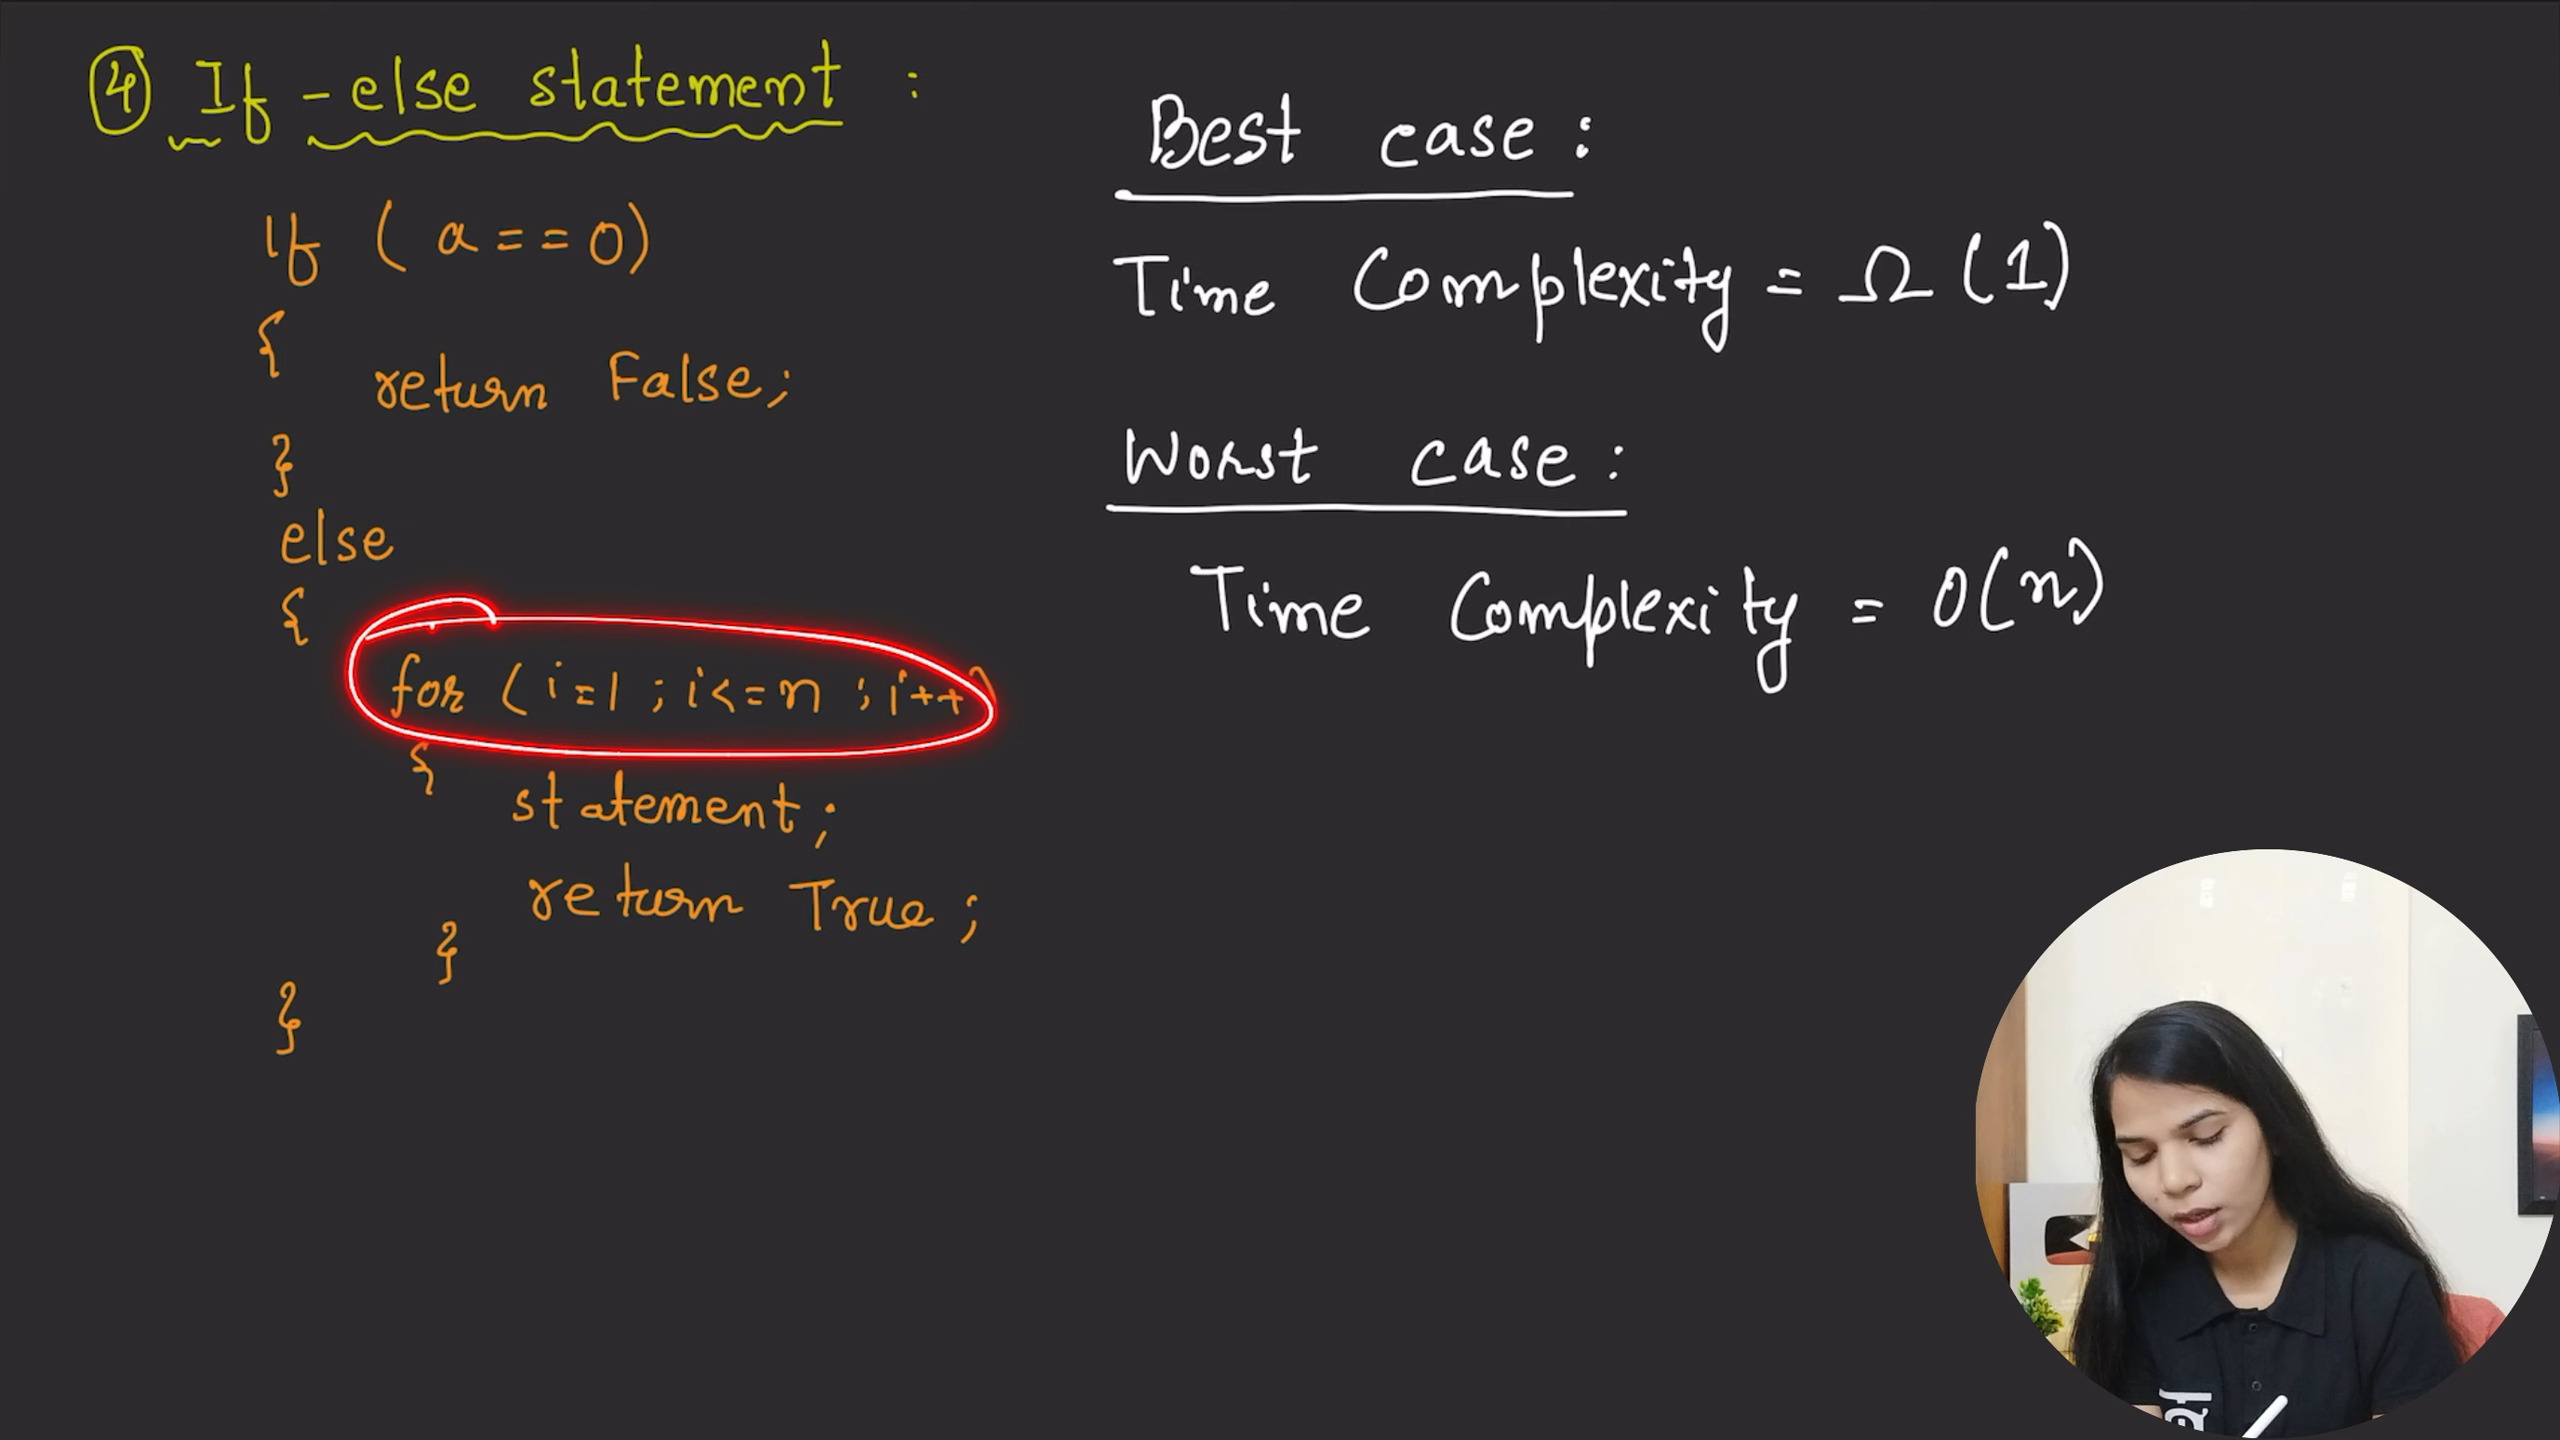 ④ If - else statement :
If ( a == 0)
{
return False;
}
else
{
for ( i=1 ; i<=n ; i++)
{
statement;
return True ;
}
}
Best case :
Time Complexity = Ω (1)
Worst case :
Time Complexity = O(n)